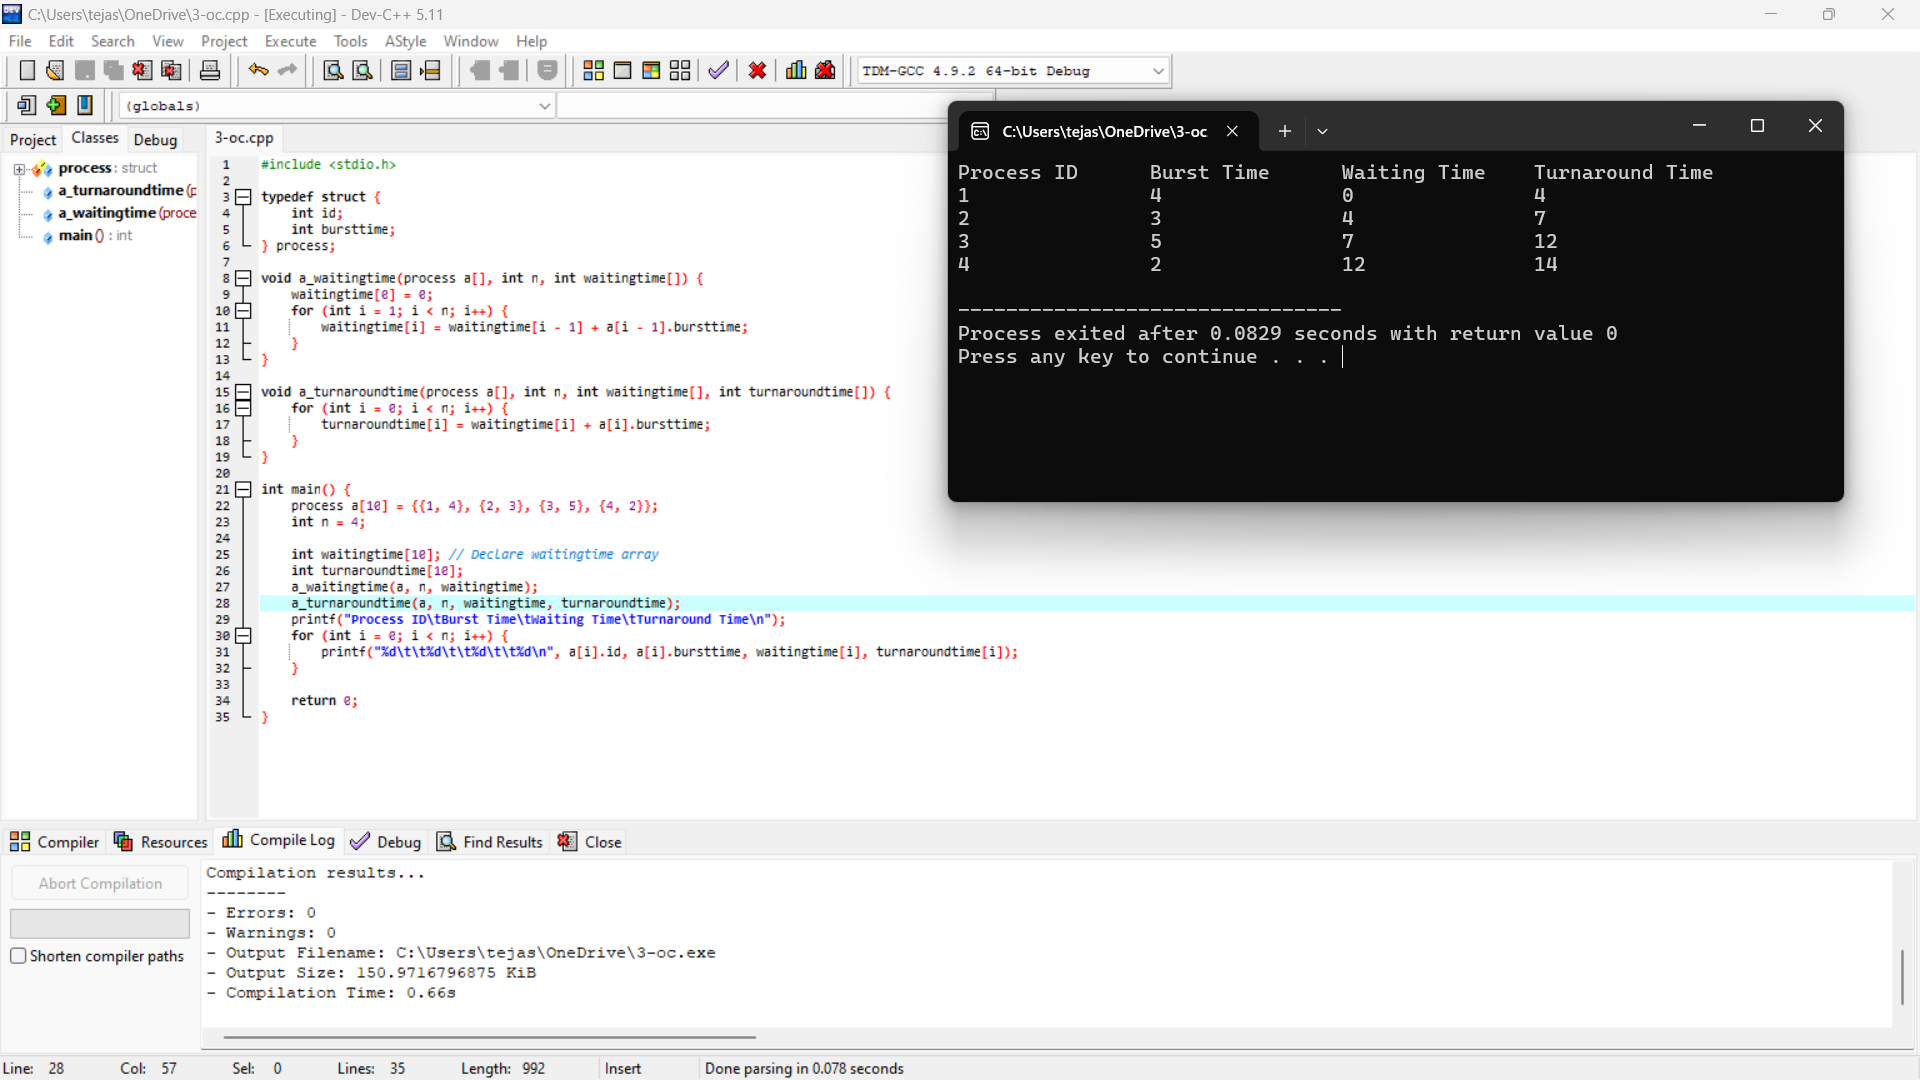 C:\Users\tejas\OneDrive\3-oc.cpp - [Executing] - Dev-C++ 5.11
File Edit Search View Project Execute Tools AStyle Window Help
TDM-GCC 4.9.2 64-bit Debug
(globals)
Project Classes Debug
process : struct
a_turnaroundtime (p
a_waitingtime (proce
main () : int
3-oc.cpp
1 #include <stdio.h>
2
3 typedef struct {
4 int id;
5 int bursttime;
6 } process;
7
8 void a_waitingtime(process a[], int n, int waitingtime[]) {
9 waitingtime[0] = 0;
10 for (int i = 1; i < n; i++) {
11 waitingtime[i] = waitingtime[i - 1] + a[i - 1].bursttime;
12 }
13 }
14
15 void a_turnaroundtime(process a[], int n, int waitingtime[], int turnaroundtime[]) {
16 for (int i = 0; i < n; i++) {
17 turnaroundtime[i] = waitingtime[i] + a[i].bursttime;
18 }
19 }
20
21 int main() {
22 process a[10] = {{1, 4}, {2, 3}, {3, 5}, {4, 2}};
23 int n = 4;
24
25 int waitingtime[10]; // Declare waitingtime array
26 int turnaroundtime[10];
27 a_waitingtime(a, n, waitingtime);
28 a_turnaroundtime(a, n, waitingtime, turnaroundtime);
29 printf("Process ID\tBurst Time\tWaiting Time\tTurnaround Time\n");
30 for (int i = 0; i < n; i++) {
31 printf("%d\t\t%d\t\t%d\t\t%d\n", a[i].id, a[i].bursttime, waitingtime[i], turnaroundtime[i]);
32 }
33
34 return 0;
35 }
C:\Users\tejas\OneDrive\3-oc
Process ID Burst Time Waiting Time Turnaround Time
1 4 0 4
2 3 4 7
3 5 7 12
4 2 12 14
--------------------------------
Process exited after 0.0829 seconds with return value 0
Press any key to continue . . .
Compiler Resources Compile Log Debug Find Results Close
Abort Compilation
Shorten compiler paths
Compilation results...
--------
- Errors: 0
- Warnings: 0
- Output Filename: C:\Users\tejas\OneDrive\3-oc.exe
- Output Size: 150.9716796875 KiB
- Compilation Time: 0.66s
Line: 28 Col: 57 Sel: 0 Lines: 35 Length: 992 Insert Done parsing in 0.078 seconds